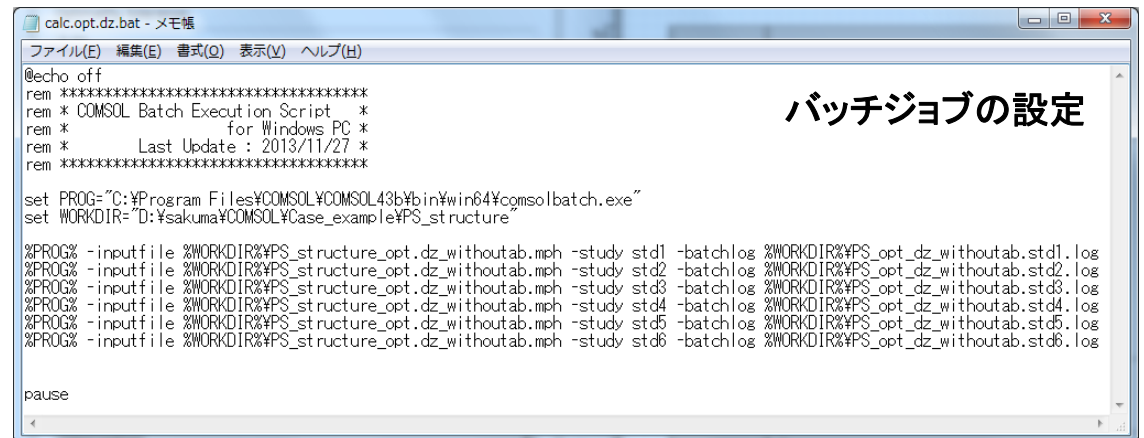 calc.opt.dz.bat - メモ帳
ファイル(F) 編集(E) 書式(O) 表示(V) ヘルプ(H)
@echo off
rem ***********************************
rem * COMSOL Batch Execution Script   *
rem *                  for Windows PC *
rem *        Last Update : 2013/11/27 *
rem ***********************************
バッチジョブの設定
set PROG="C:¥Program Files¥COMSOL¥COMSOL43b¥bin¥win64¥comsolbatch.exe"
set WORKDIR="D:¥sakuma¥COMSOL¥Case_example¥PS_structure"
%PROG% -inputfile %WORKDIR%¥PS_structure_opt.dz_withoutab.mph -study std1 -batchlog %WORKDIR%¥PS_opt_dz_withoutab.std1.log
%PROG% -inputfile %WORKDIR%¥PS_structure_opt.dz_withoutab.mph -study std2 -batchlog %WORKDIR%¥PS_opt_dz_withoutab.std2.log
%PROG% -inputfile %WORKDIR%¥PS_structure_opt.dz_withoutab.mph -study std3 -batchlog %WORKDIR%¥PS_opt_dz_withoutab.std3.log
%PROG% -inputfile %WORKDIR%¥PS_structure_opt.dz_withoutab.mph -study std4 -batchlog %WORKDIR%¥PS_opt_dz_withoutab.std4.log
%PROG% -inputfile %WORKDIR%¥PS_structure_opt.dz_withoutab.mph -study std5 -batchlog %WORKDIR%¥PS_opt_dz_withoutab.std5.log
%PROG% -inputfile %WORKDIR%¥PS_structure_opt.dz_withoutab.mph -study std6 -batchlog %WORKDIR%¥PS_opt_dz_withoutab.std6.log
pause